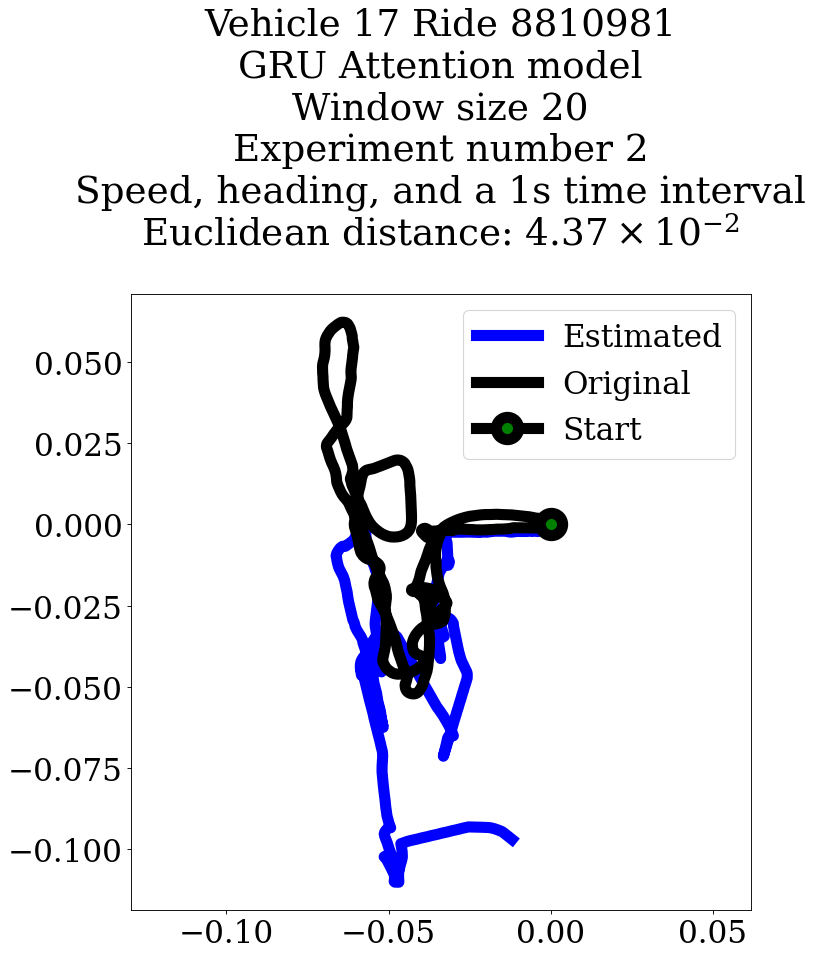 Vehicle 17 Ride 8810981
GRU Attention model
Window size 20
Experiment number 2
Speed, heading, and a 1s time interval
Euclidean distance: 4.37 × 10⁻²
Estimated
Original
Start
0.050
0.025
0.000
−0.025
−0.050
−0.075
−0.100
−0.10 −0.05 0.00 0.05